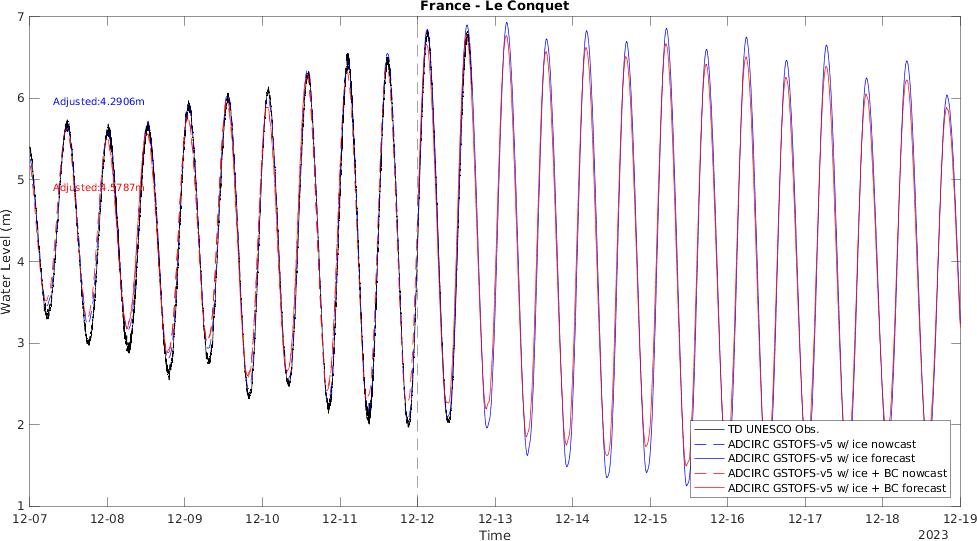 France - Le Conquet
7
6
5
4
3
2
1
Water Level (m)
Adjusted:4.2906m
Adjusted:4.5787m
TD UNESCO Obs.
ADCIRC GSTOFS-v5 w/ ice nowcast
ADCIRC GSTOFS-v5 w/ ice forecast
ADCIRC GSTOFS-v5 w/ ice + BC nowcast
ADCIRC GSTOFS-v5 w/ ice + BC forecast
12-07 12-08 12-09 12-10 12-11 12-12 12-13 12-14 12-15 12-16 12-17 12-18 12-19
Time
2023